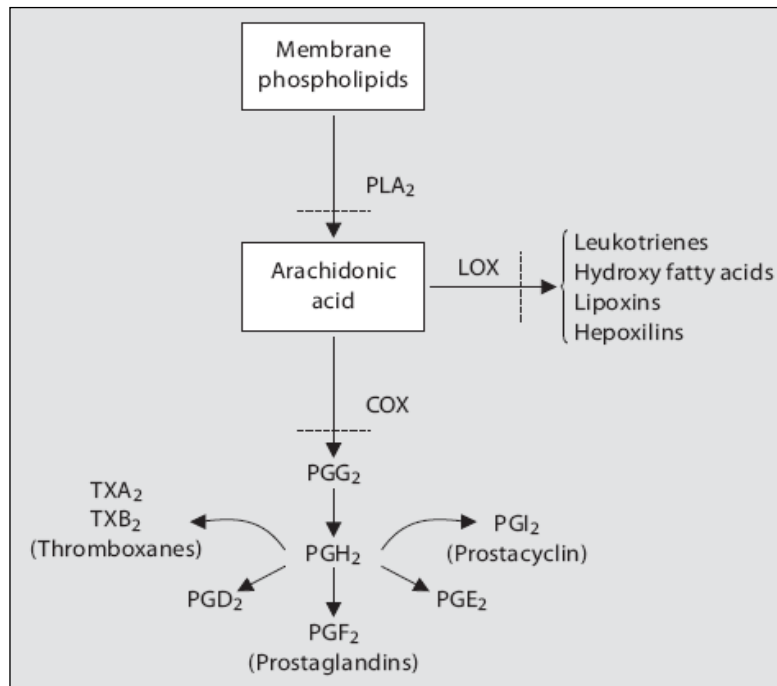 Membrane
phospholipids
PLA₂
Arachidonic
acid
LOX
Leukotrienes
Hydroxy fatty acids
Lipoxins
Hepoxilins
COX
PGG₂
TXA₂
TXB₂
(Thromboxanes)
PGH₂
PGI₂
(Prostacyclin)
PGD₂
PGF₂
(Prostaglandins)
PGE₂